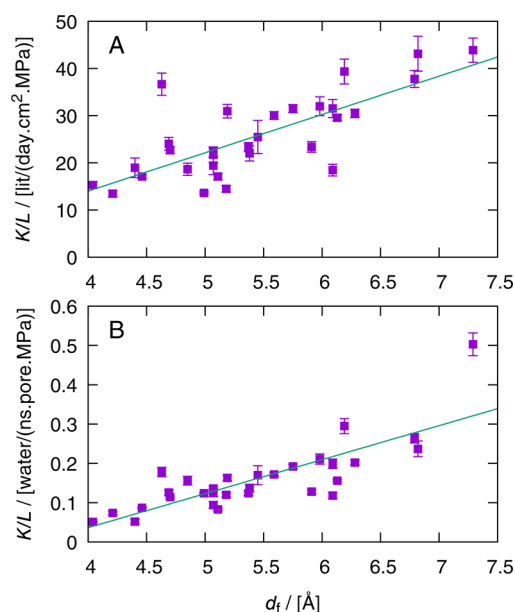 A
50
40
30
20
10
0
K/L / [lit/(day.cm².MPa)]
4 4.5 5 5.5 6 6.5 7 7.5
B
0.6
0.5
0.4
0.3
0.2
0.1
0
K/L / [water/(ns.pore.MPa)]
4 4.5 5 5.5 6 6.5 7 7.5
d_f / [Å]